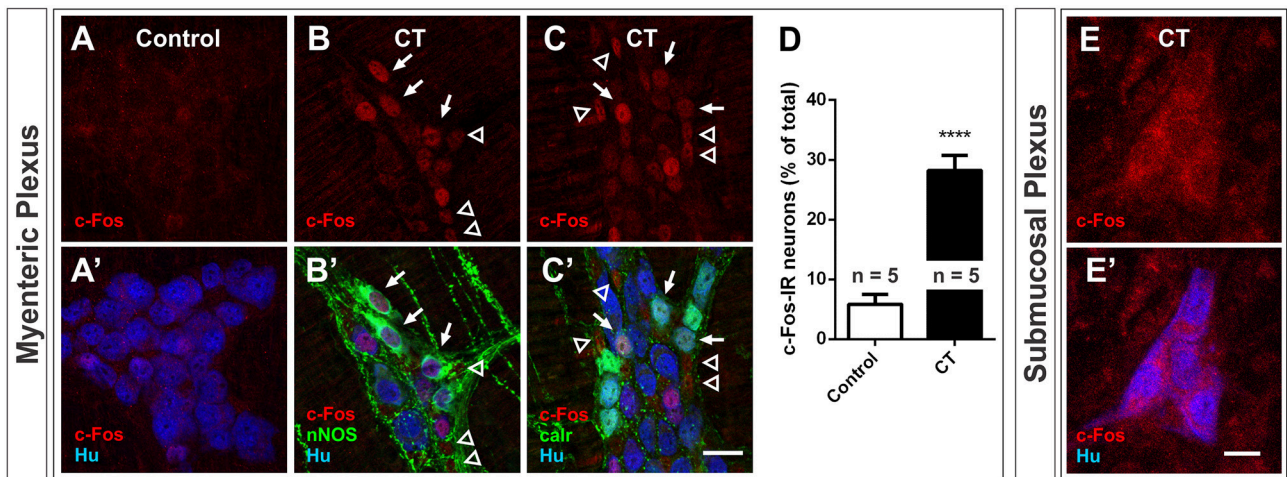 Myenteric Plexus
A
Control
c-Fos
B
CT
c-Fos
C
CT
c-Fos
A'
c-Fos
Hu
B'
c-Fos
nNOS
Hu
C'
c-Fos
calr
Hu
D
c-Fos-IR neurons (% of total)
40
30
20
10
0
****
n = 5
n = 5
Control
CT
Submucosal Plexus
E
CT
c-Fos
E'
c-Fos
Hu